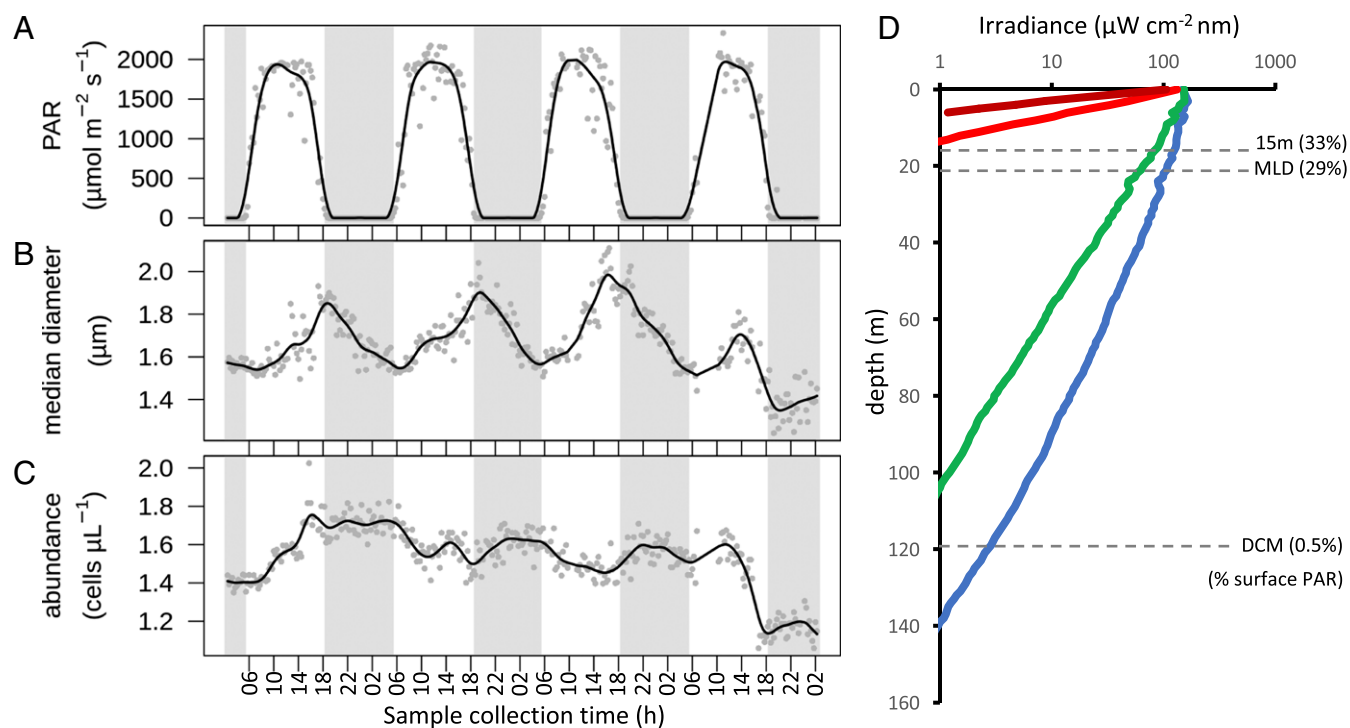 A
PAR
(μmol m−2 s−1)
2000
1500
1000
500
0
B
median diameter
(μm)
2.0
1.8
1.6
1.4
C
abundance
(cells μL−1)
2.0
1.8
1.6
1.4
1.2
06 10 14 18 22 02 06 10 14 18 22 02 06 10 14 18 22 02 06 10 14 18 22 02
Sample collection time (h)
D
Irradiance (μW cm-2 nm)
1 10 100 1000
depth (m)
0
20
40
60
80
100
120
140
160
15m (33%)
MLD (29%)
DCM (0.5%)
(% surface PAR)